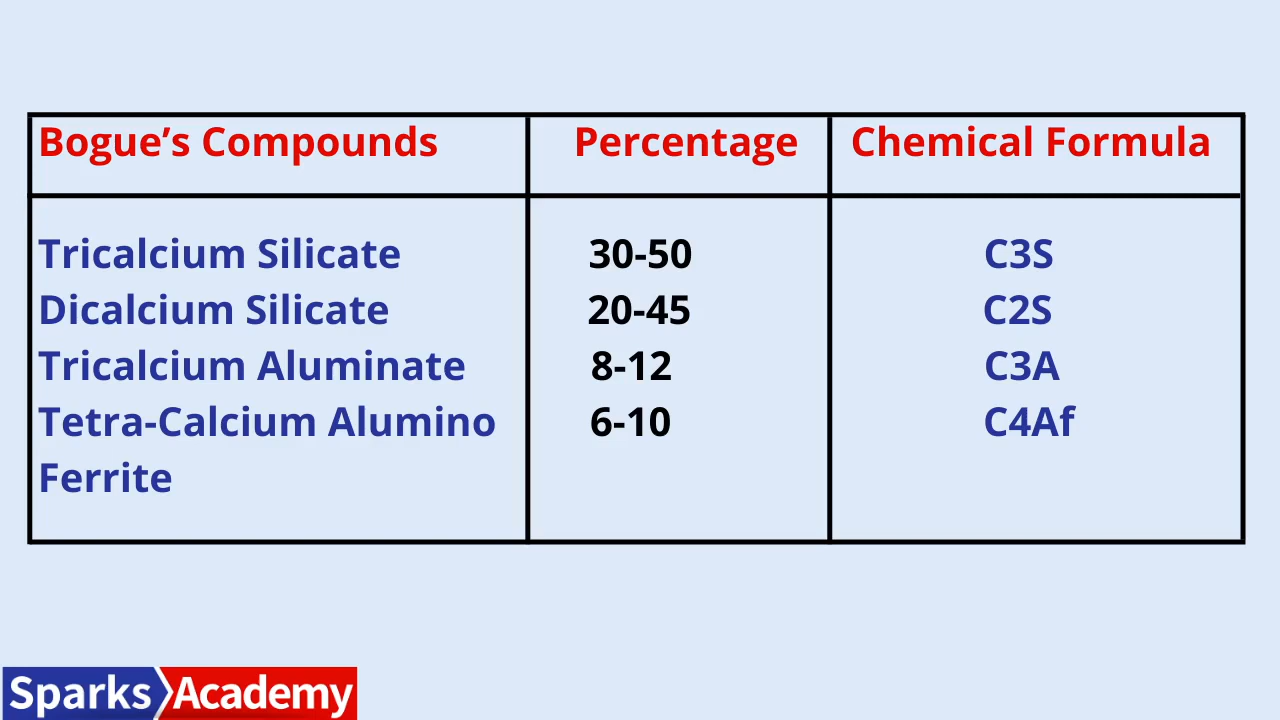 Bogue’s Compounds Percentage Chemical Formula
Tricalcium Silicate 30-50 C3S
Dicalcium Silicate 20-45 C2S
Tricalcium Aluminate 8-12 C3A
Tetra-Calcium Alumino 6-10 C4Af
Ferrite
Sparks Academy